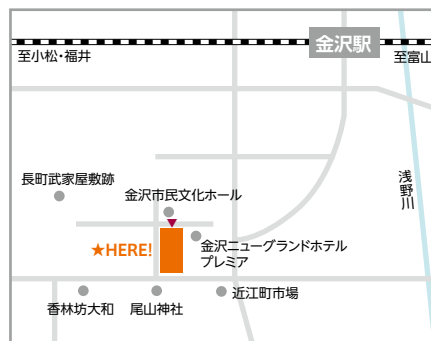 金沢駅
至小松・福井
至富山
浅野川
長町武家屋敷跡
金沢市民文化ホール
★HERE!
金沢ニューグランドホテル
プレミア
近江町市場
香林坊大和
尾山神社